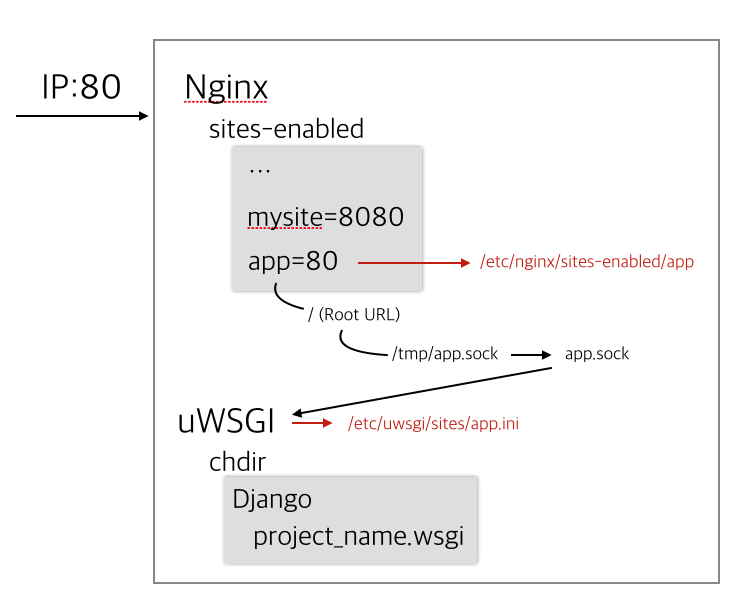 IP:80
Nginx
sites-enabled
...
mysite=8080
app=80
/etc/nginx/sites-enabled/app
/ (Root URL)
/tmp/app.sock
app.sock
uWSGI
/etc/uwsgi/sites/app.ini
chdir
Django
project_name.wsgi